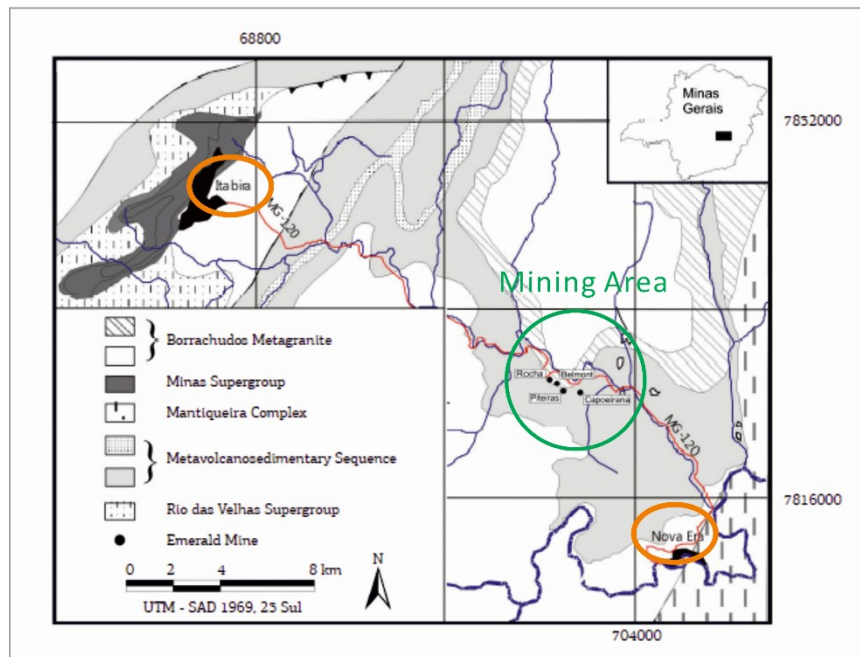 68800
Minas
Gerais
7852000
Itabira
MG-120
Mining Area
Borrachudos Metagranite
Minas Supergroup
Mantiqueira Complex
Metavolcanosedimentary Sequence
Rio das Velhas Supergroup
Emerald Mine
N
0 2 4 8 km
UTM - SAD 1969, 23 Sul
Rocha
Belmont
Piteiras
Capoeirana
MG-120
7816000
Nova Era
704000